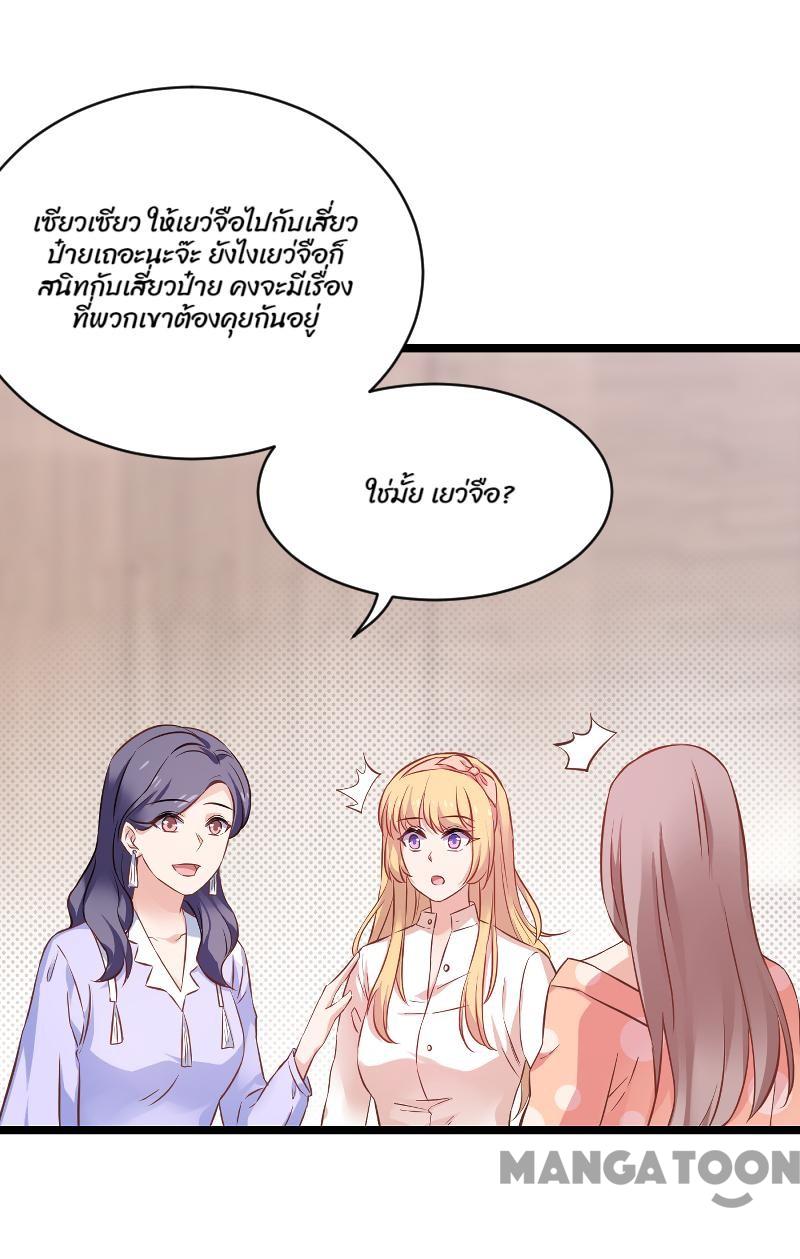 เซียวเซียว ให้เยว่จือไปกับเสี่ยว
ป๋ายเถอะนะจ๊ะ ยังไงเยว่จือก็
สนิทกับเสี่ยวป๋าย คงจะมีเรื่อง
ที่พวกเขาต้องคุยกันอยู่
ใช่มั้ย เยว่จือ?
MANGATOON